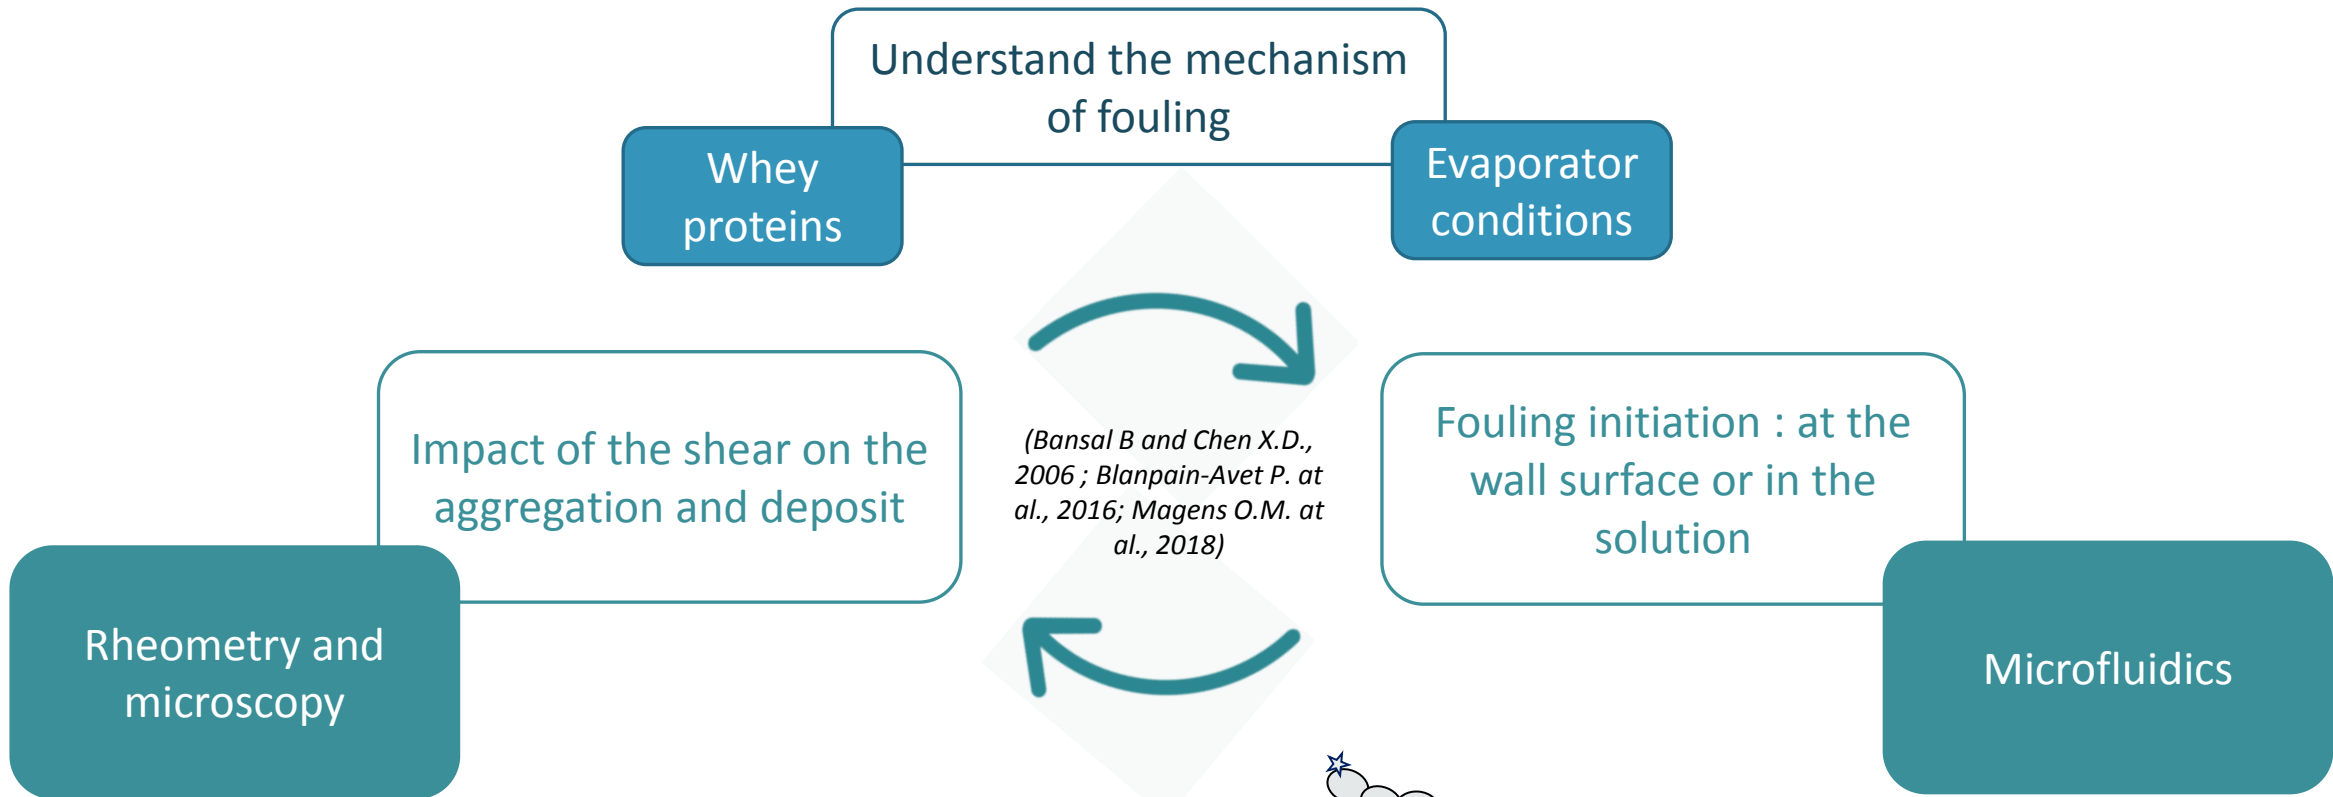 Understand the mechanism
of fouling
Whey
proteins
Evaporator
conditions
Impact of the shear on the
aggregation and deposit
(Bansal B and Chen X.D.,
2006 ; Blanpain-Avet P. at
al., 2016; Magens O.M. at
al., 2018)
Fouling initiation : at the
wall surface or in the
solution
Rheometry and
microscopy
Microfluidics